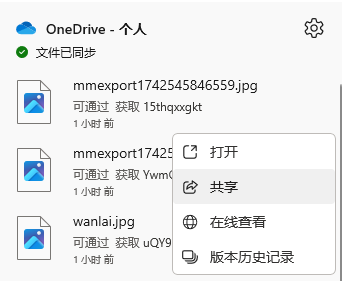 OneDrive - 个人
文件已同步
mmexport1742545846559.jpg
可通过 获取 15thqxxgkt
1 小时 前
打开
mmexport17425
可通过 获取
共享
1 小时 前
wanlai.jpg
在线查看
可通过 获取 uQY9
1 小时 前
版本历史记录